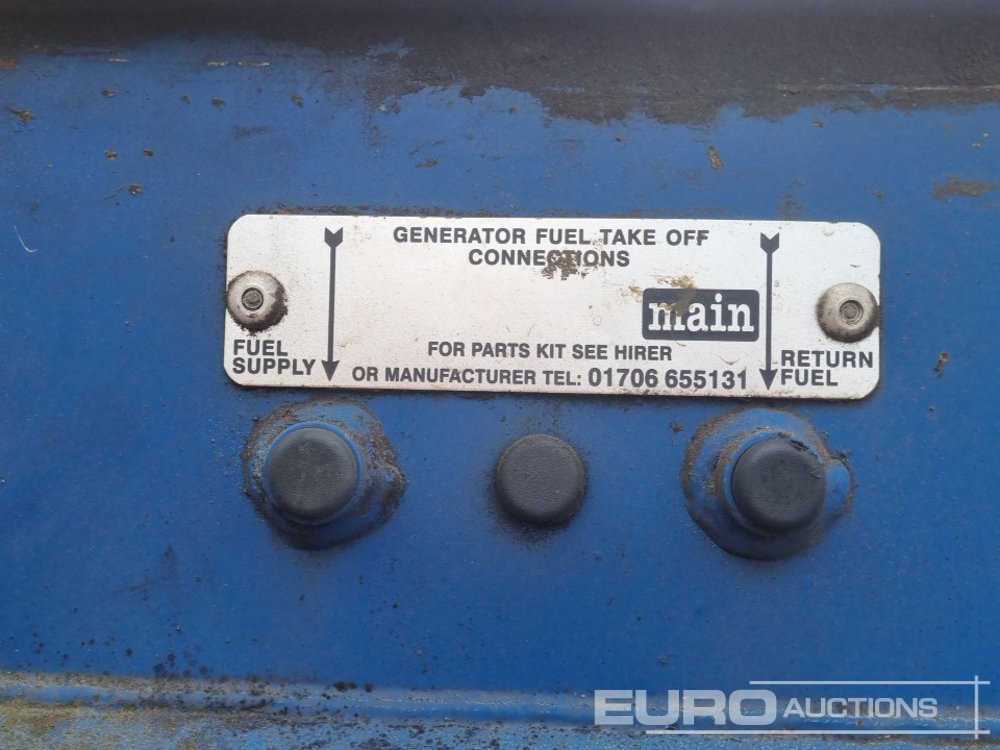 GENERATOR FUEL TAKE OFF
CONNECTIONS
main
FOR PARTS KIT SEE HIRER
OR MANUFACTURER TEL: 01706 655131
FUEL
SUPPLY
RETURN
FUEL
EURO AUCTIONS